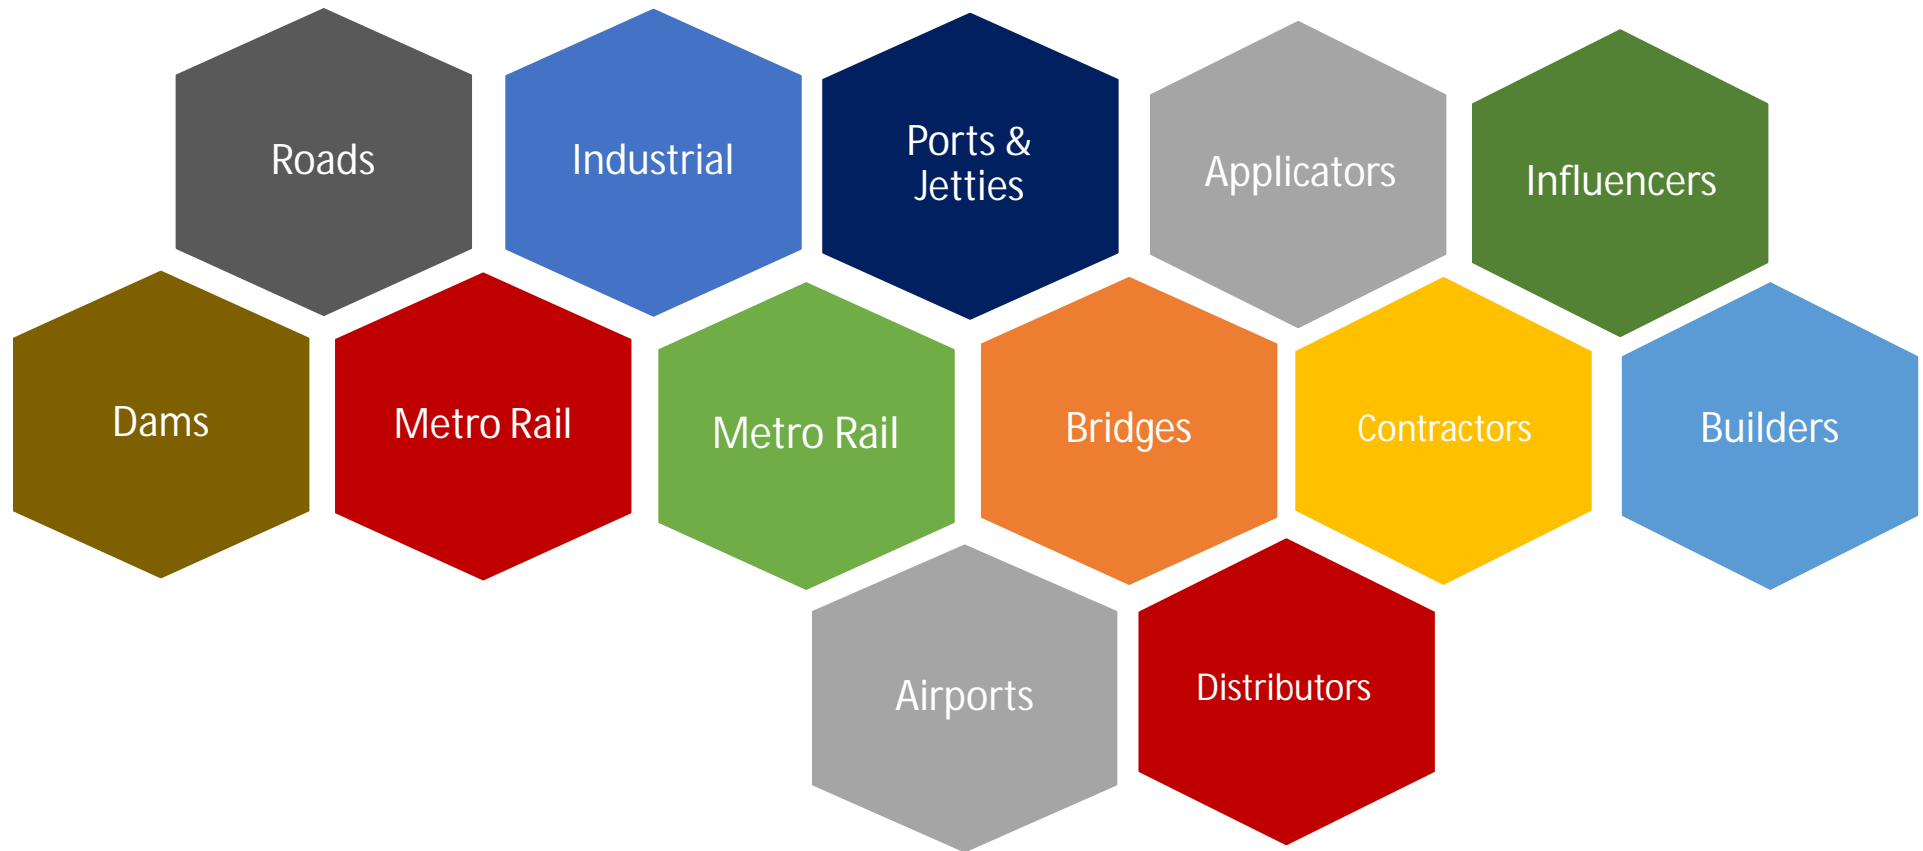 Roads
Industrial
Ports &
Jetties
Applicators
Influencers
Dams
Metro Rail
Metro Rail
Bridges
Contractors
Builders
Airports
Distributors